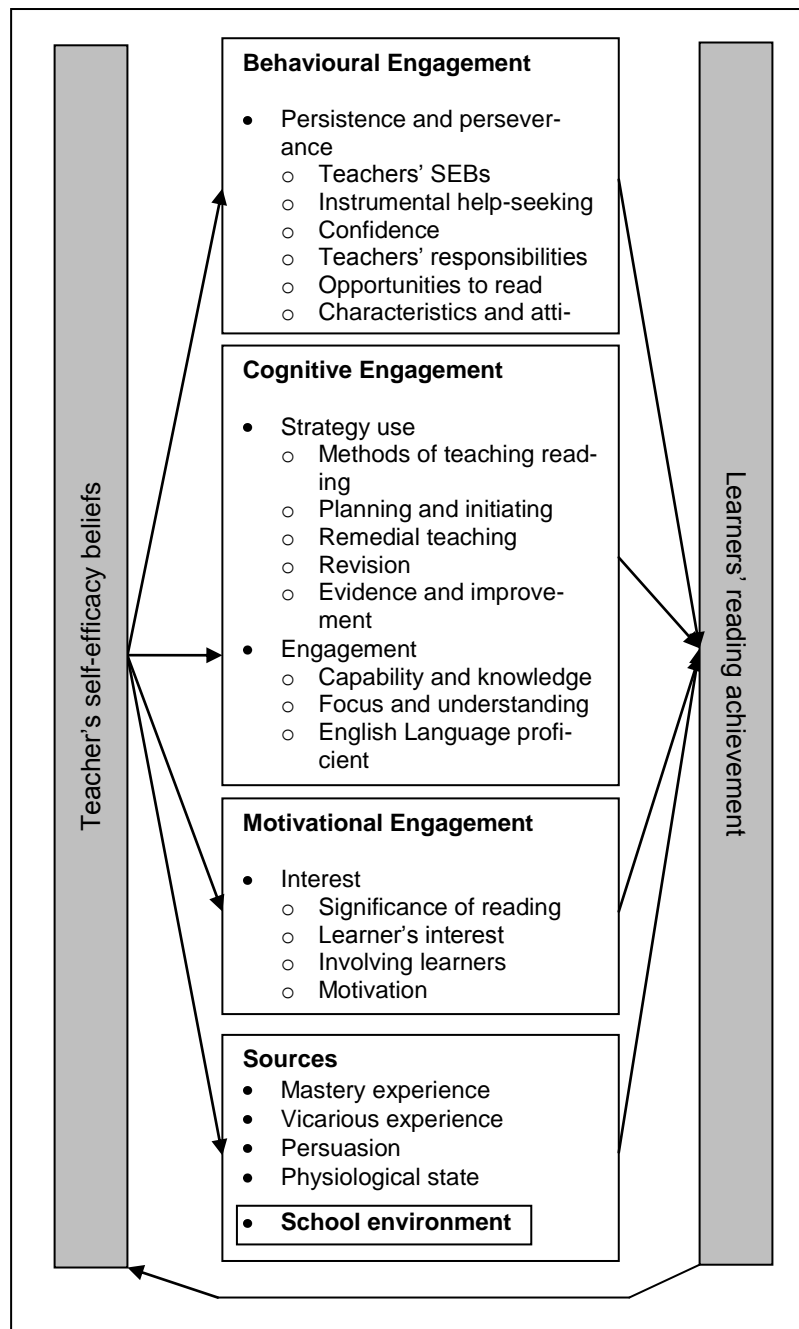 Teacher's self-efficacy beliefs
Behavioural Engagement
• Persistence and persever-
ance
o Teachers' SEBs
o Instrumental help-seeking
o Confidence
o Teachers' responsibilities
o Opportunities to read
o Characteristics and atti-
Cognitive Engagement
• Strategy use
o Methods of teaching read-
ing
o Planning and initiating
o Remedial teaching
o Revision
o Evidence and improve-
ment
• Engagement
o Capability and knowledge
o Focus and understanding
o English Language profi-
cient
Motivational Engagement
• Interest
o Significance of reading
o Learner's interest
o Involving learners
o Motivation
Sources
• Mastery experience
• Vicarious experience
• Persuasion
• Physiological state
• School environment
Learners' reading achievement